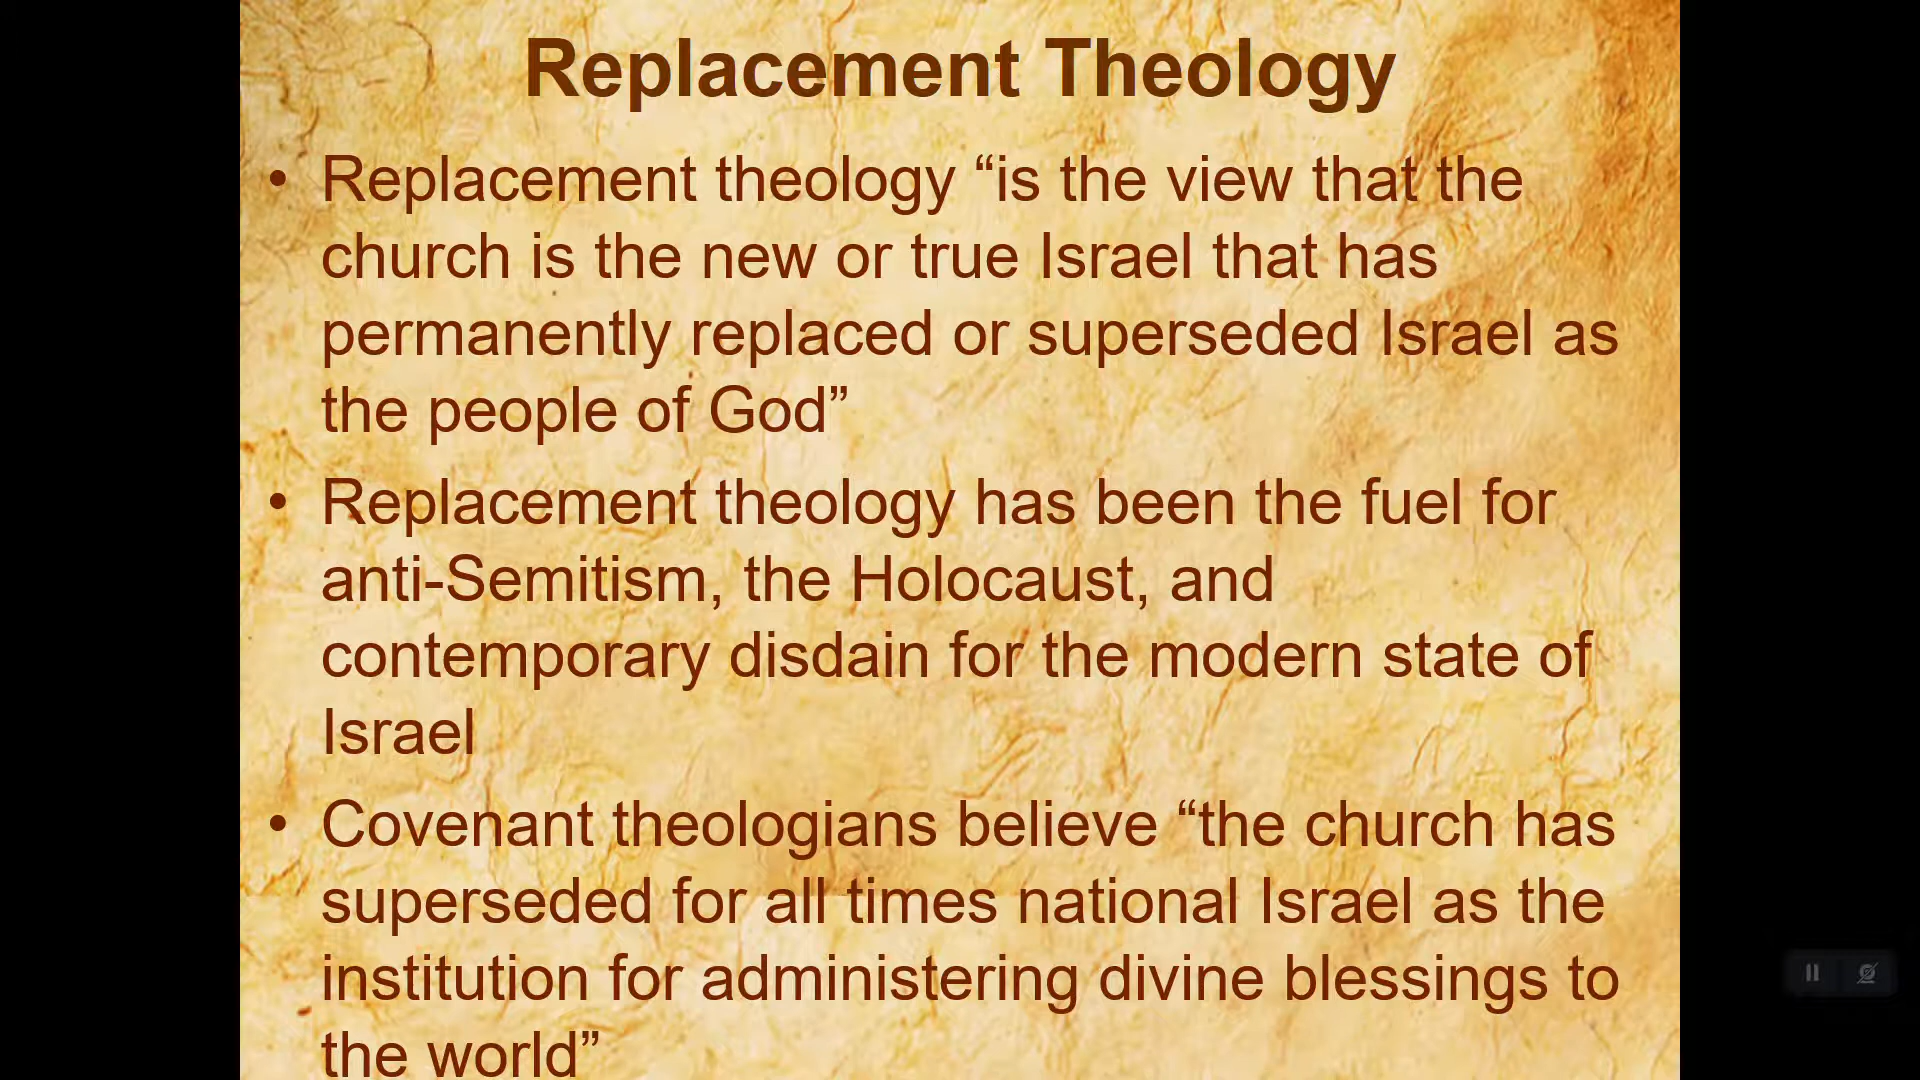 Replacement Theology
• Replacement theology “is the view that the
church is the new or true Israel that has
permanently replaced or superseded Israel as
the people of God”
• Replacement theology has been the fuel for
anti-Semitism, the Holocaust, and
contemporary disdain for the modern state of
Israel
• Covenant theologians believe “the church has
superseded for all times national Israel as the
institution for administering divine blessings to
the world”